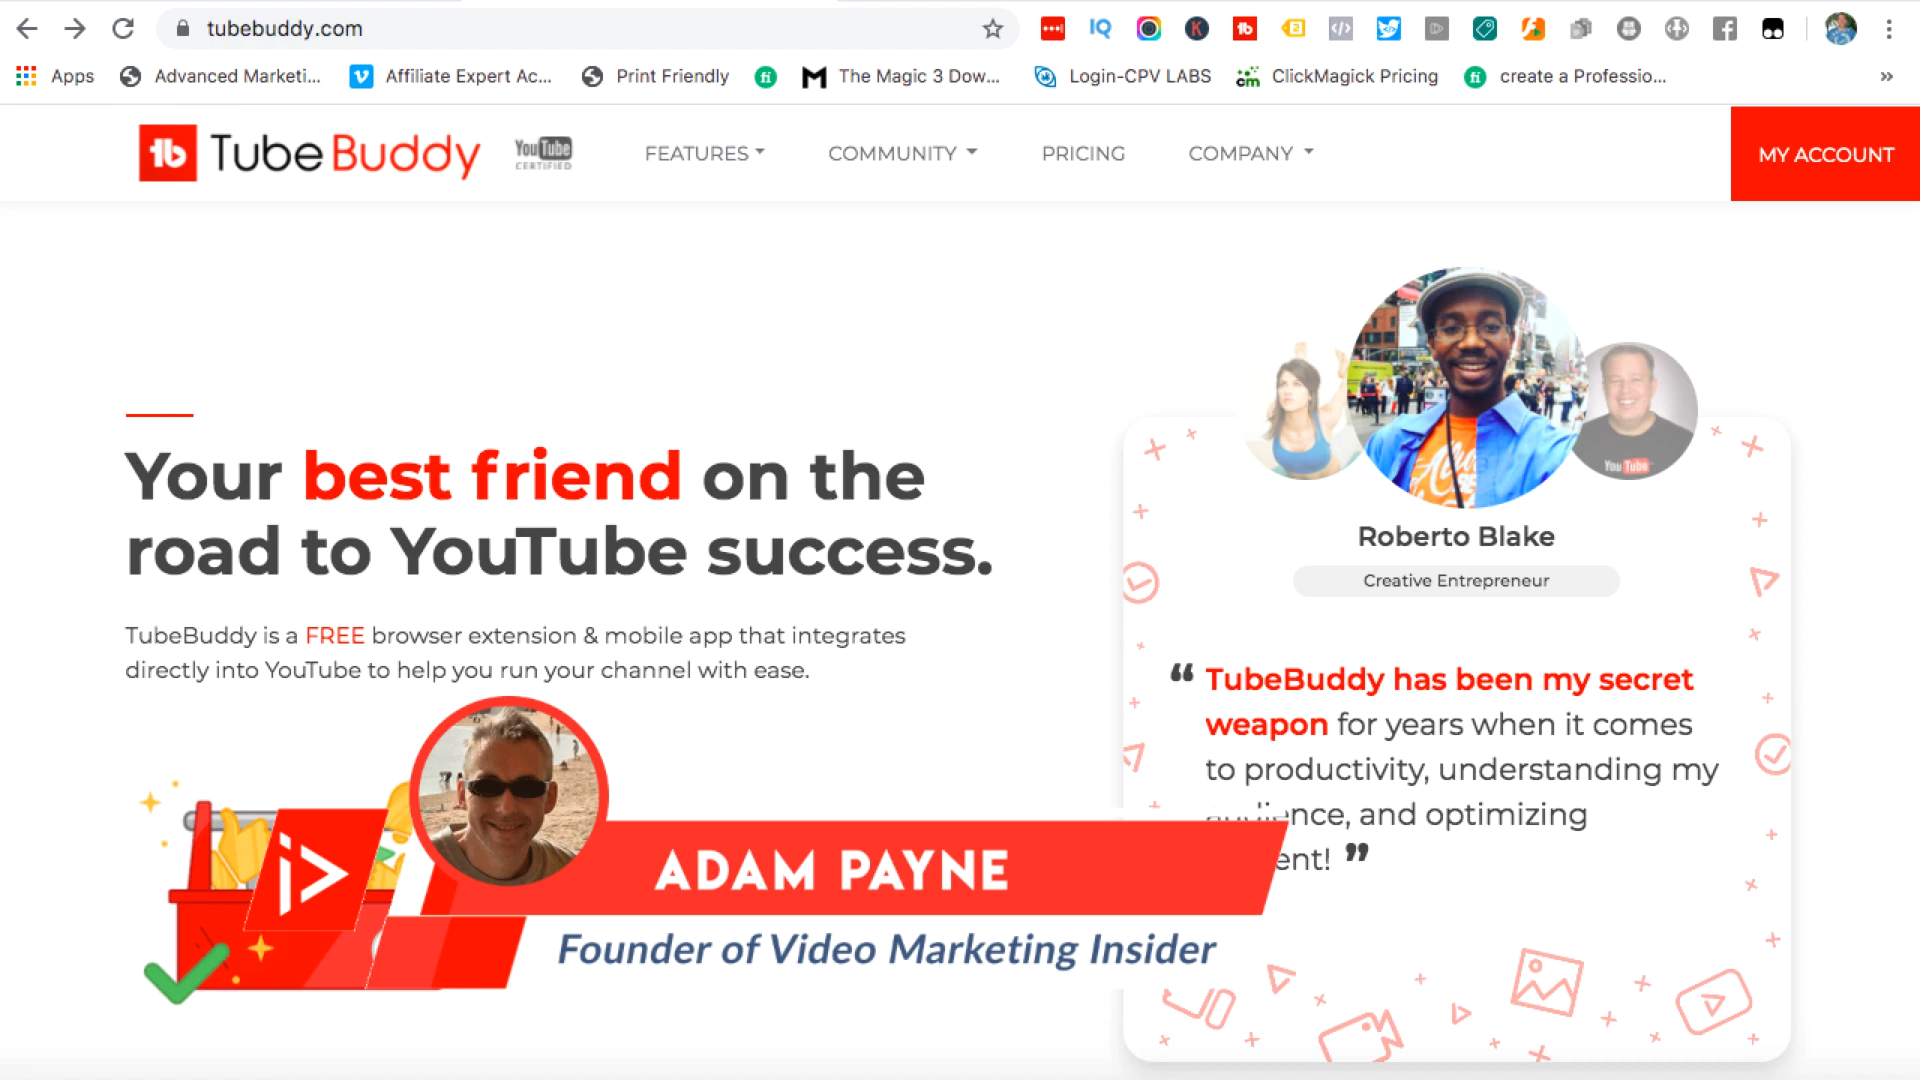 tubebuddy.com
Apps
Advanced Marketi...
Affiliate Expert Ac...
Print Friendly
The Magic 3 Dow...
Login-CPV LABS
ClickMagick Pricing
create a Professio...
»
TubeBuddy
YouTube
CERTIFIED
FEATURES
COMMUNITY
PRICING
COMPANY
MY ACCOUNT
Your best friend on the
road to YouTube success.
TubeBuddy is a FREE browser extension & mobile app that integrates
directly into YouTube to help you run your channel with ease.
YouTube
Roberto Blake
Creative Entrepreneur
“ TubeBuddy has been my secret
weapon for years when it comes
to productivity, understanding my
audience, and optimizing
ent! ”
ADAM PAYNE
Founder of Video Marketing Insider